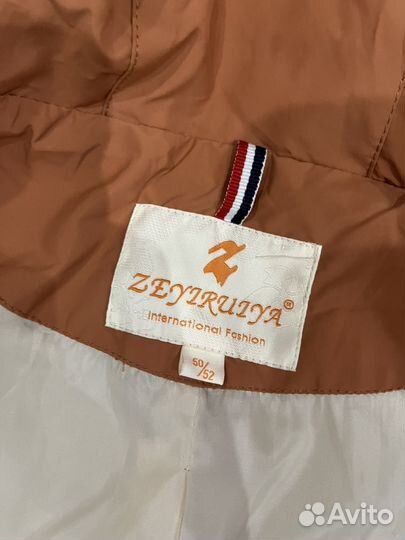 ZEYIRUIYA®
International Fashion
50/52
Avito